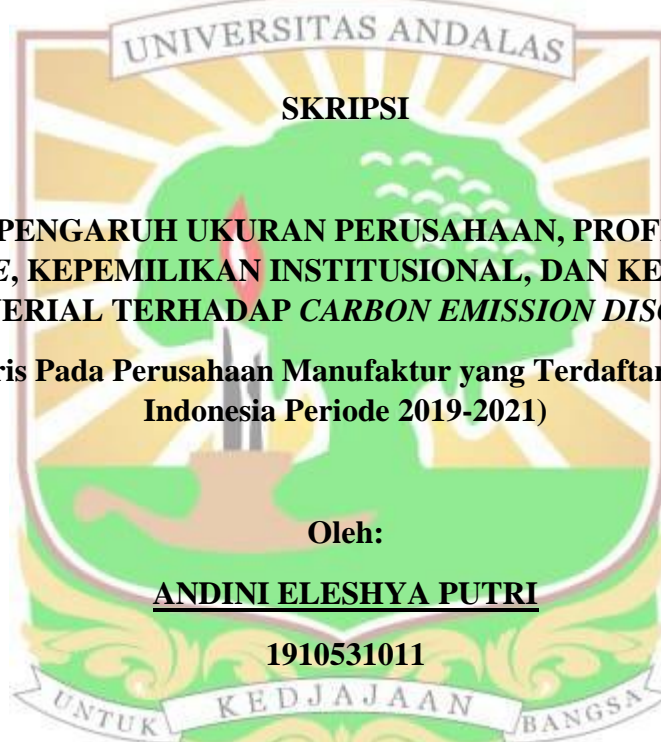 UNIVERSITAS ANDALAS
SKRIPSI
PENGARUH UKURAN PERUSAHAAN, PROF
E, KEPEMILIKAN INSTITUSIONAL, DAN KE
ERIAL TERHADAP CARBON EMISSION DIS
ris Pada Perusahaan Manufaktur yang Terdaftar
Indonesia Periode 2019-2021)
Oleh:
ANDINI ELESHYA PUTRI
1910531011
UNTUK KEDJAJAAN BANGSA